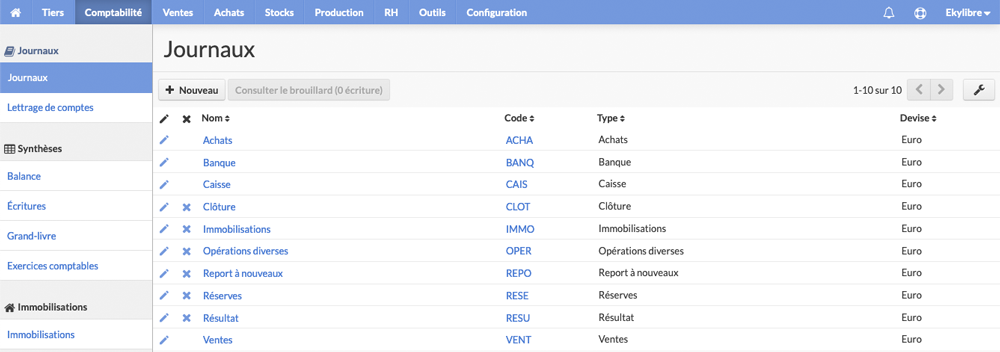 Tiers Comptabilité Ventes Achats Stocks Production RH Outils Configuration Ekylibre
Journaux
Journaux
Lettrage de comptes
Synthèses
Balance
Écritures
Grand-livre
Exercices comptables
Immobilisations
Immobilisations
Journaux
Nouveau Consulter le brouillard (0 écriture) 1-10 sur 10
Nom Code Type Devise
Achats ACHA Achats Euro
Banque BANQ Banque Euro
Caisse CAIS Caisse Euro
Clôture CLOT Clôture Euro
Immobilisations IMMO Immobilisations Euro
Opérations diverses OPER Opérations diverses Euro
Report à nouveaux REPO Report à nouveaux Euro
Réserves RESE Réserves Euro
Résultat RESU Résultat Euro
Ventes VENT Ventes Euro